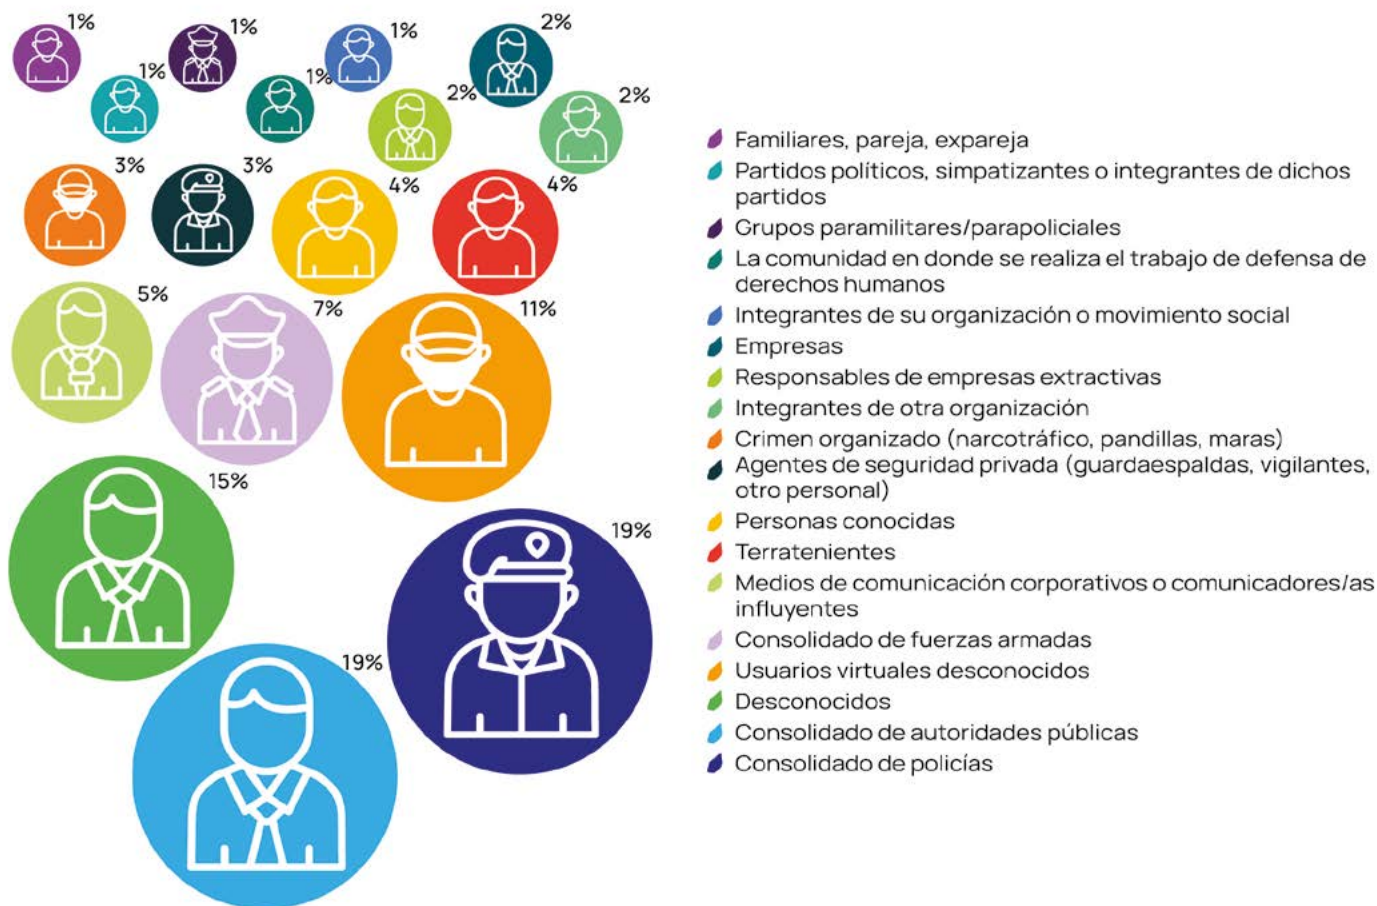 1%
1%
1%
2%
1%
1%
2%
2%
3%
3%
4%
4%
5%
7%
11%
15%
19%
19%
Familiares, pareja, expareja
Partidos políticos, simpatizantes o integrantes de dichos
partidos
Grupos paramilitares/parapoliciales
La comunidad en donde se realiza el trabajo de defensa de
derechos humanos
Integrantes de su organización o movimiento social
Empresas
Responsables de empresas extractivas
Integrantes de otra organización
Crimen organizado (narcotráfico, pandillas, maras)
Agentes de seguridad privada (guardaespaldas, vigilantes,
otro personal)
Personas conocidas
Terratenientes
Medios de comunicación corporativos o comunicadores/as
influyentes
Consolidado de fuerzas armadas
Usuarios virtuales desconocidos
Desconocidos
Consolidado de autoridades públicas
Consolidado de policías